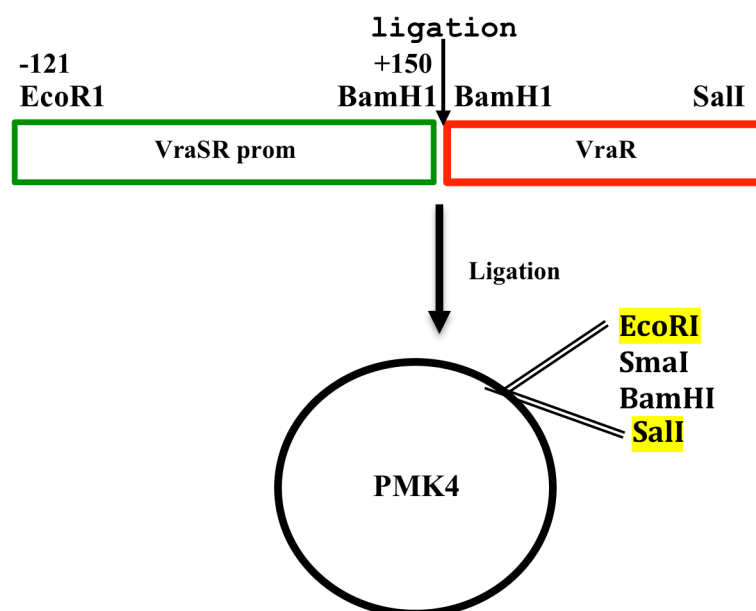 ligation
-121 +150
EcoR1 BamH1 BamH1 SalI
VraSR prom VraR
Ligation
EcoRI
SmaI
BamHI
SalI
PMK4